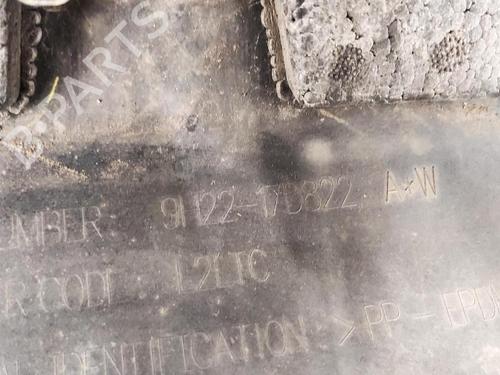 B-PARTS
UMBER 9H22-17D822 A*W
R CODE L2LTC
IDENTIFICATION >PP-EPD